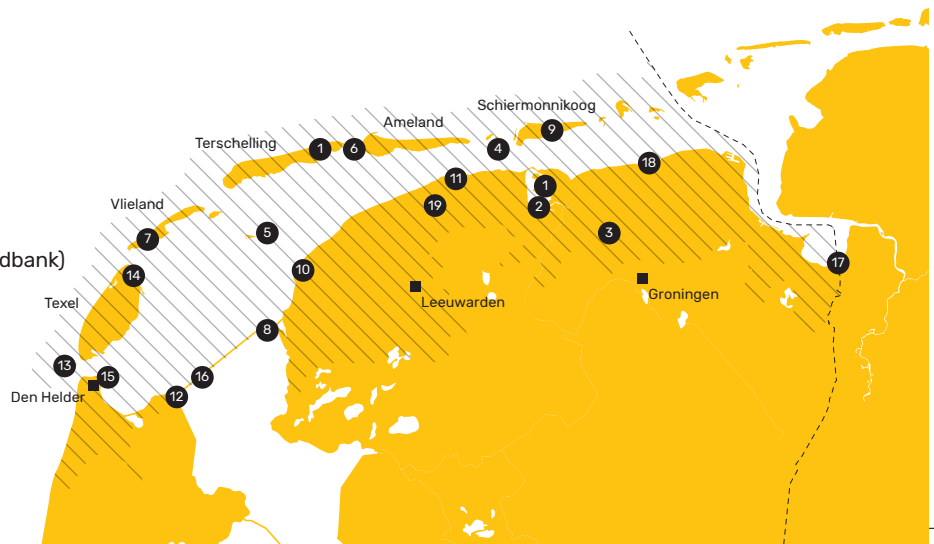 Schiermonnikoog
9
Ameland
Terschelling
1
6
4
18
11
1
19
2
Vlieland
7
5
3
dbank)
14
10
17
Texel
Leeuwarden
Groningen
8
13
15
16
Den Helder
12